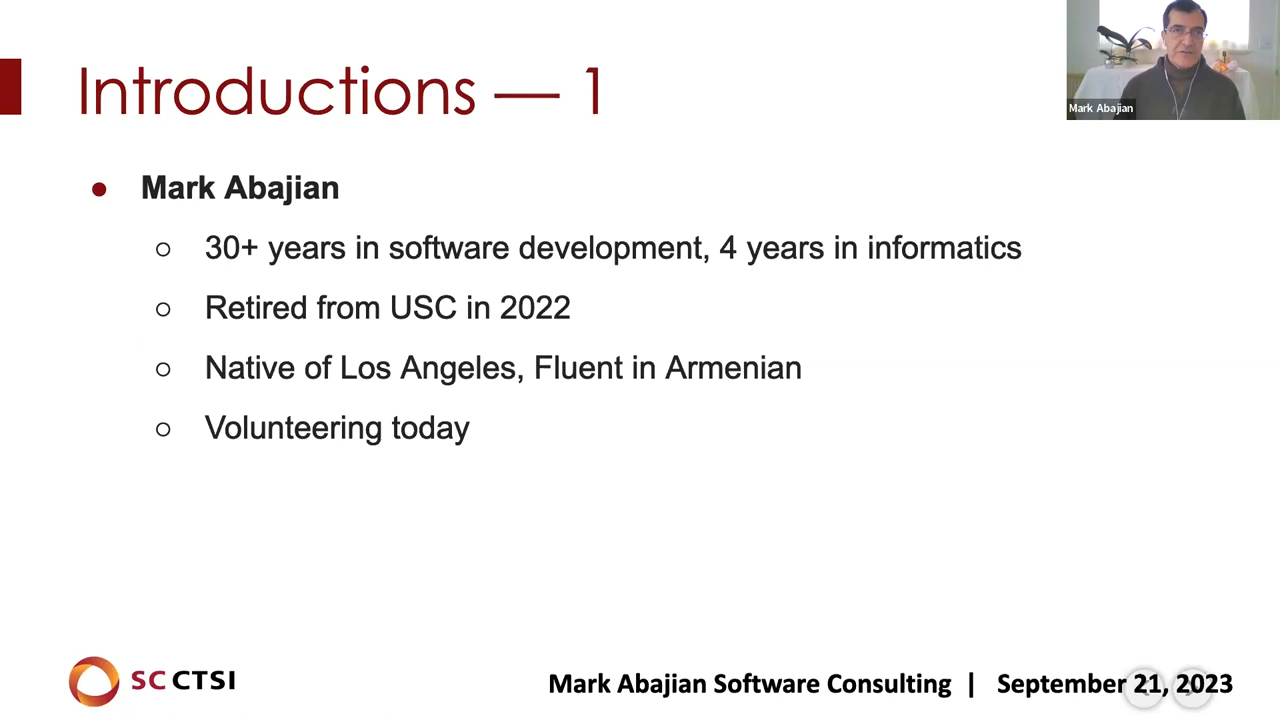 Introductions — 1
Mark Abajian
Mark Abajian
30+ years in software development, 4 years in informatics
Retired from USC in 2022
Native of Los Angeles, Fluent in Armenian
Volunteering today
SC CTSI
Mark Abajian Software Consulting | September 21, 2023